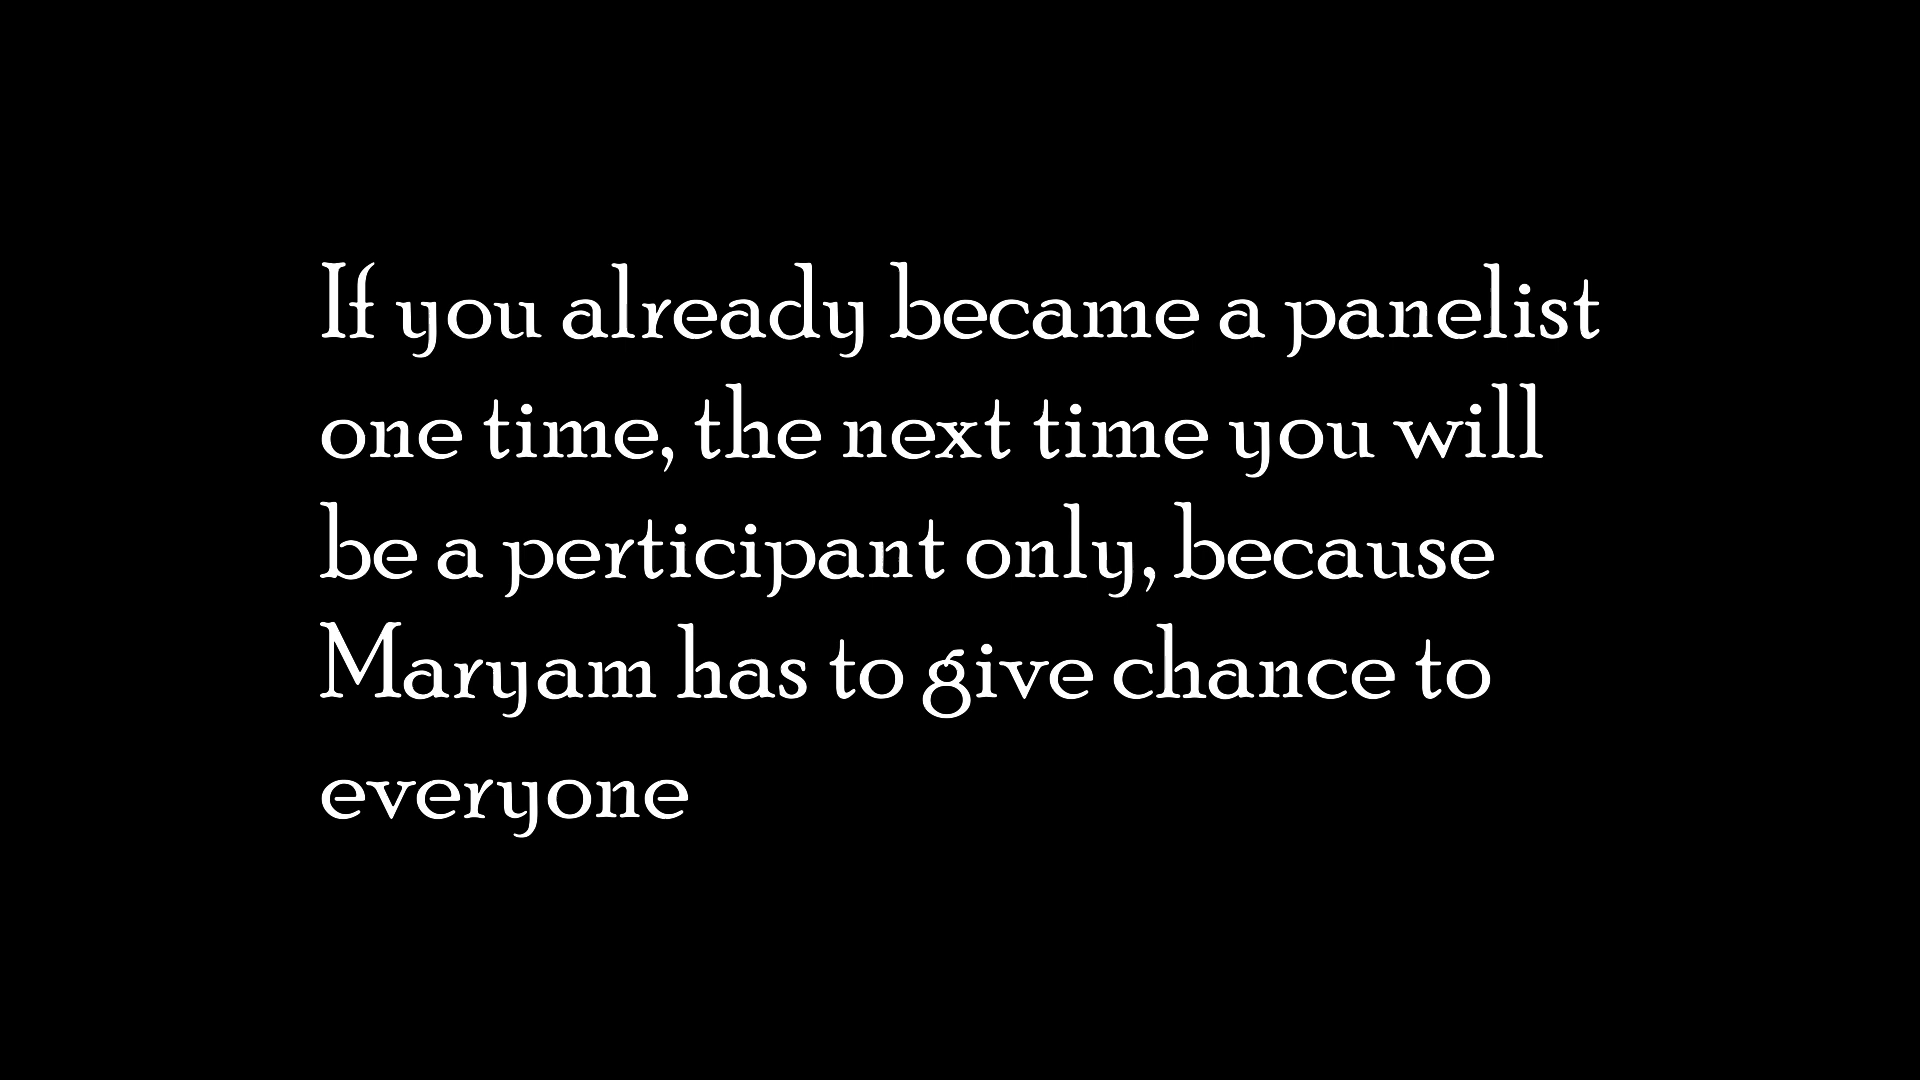 If you already became a panelist
one time, the next time you will
be a perticipant only, because
Maryam has to give chance to
everyone